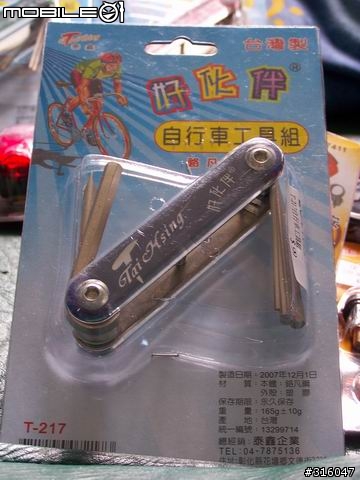 MOBILE01
1
台灣製
好伙伴®
自行車工具組
Tai Hsing
好伙伴®
製造日期：2007年12月1日
材 質：本體：鉻凡鋼
外殼：塑 膠
保存期限：永久保存
重 量：165g±10g
產 地：台灣
統一編號：13299714
總經銷：泰鑫企業
TEL：04-7875136
T-217
#316047